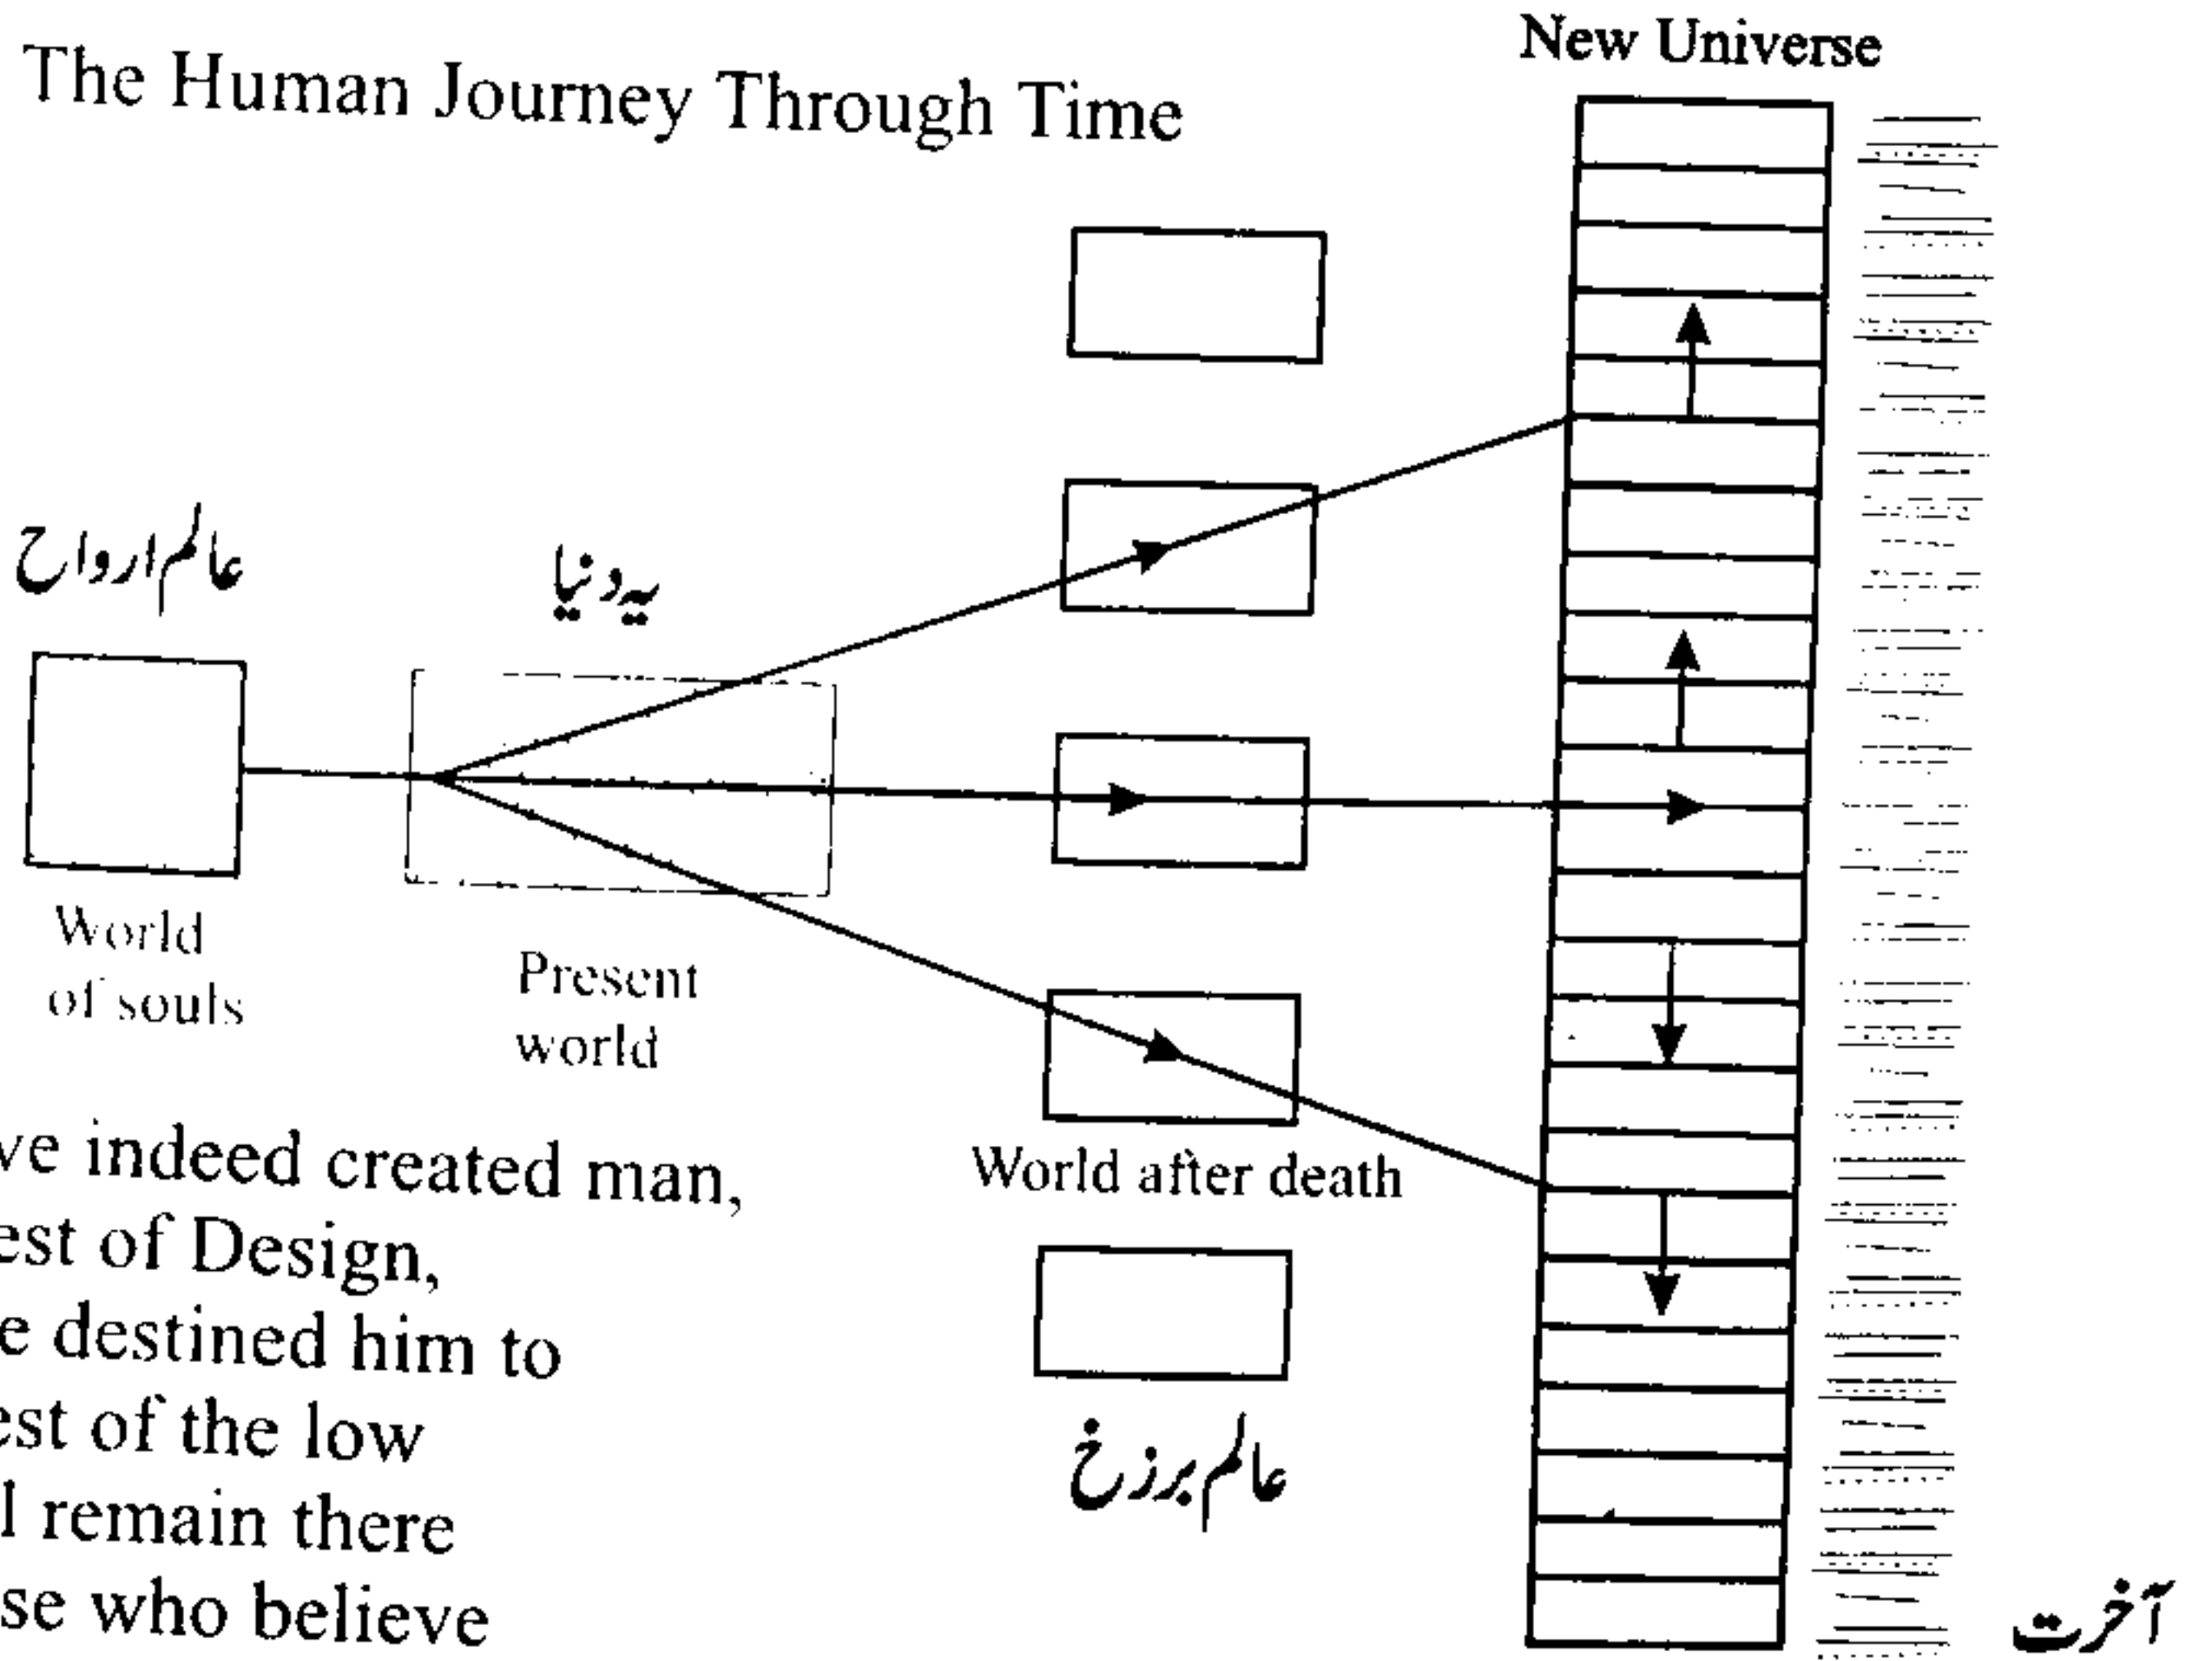 The Human Journey Through Time
New Universe
عالم ارواح
یہ دنیا
World
of souls
Present
world
World after death
عالم برزخ
آخرت
ve indeed created man,
est of Design,
e destined him to
est of the low
l remain there
se who believe